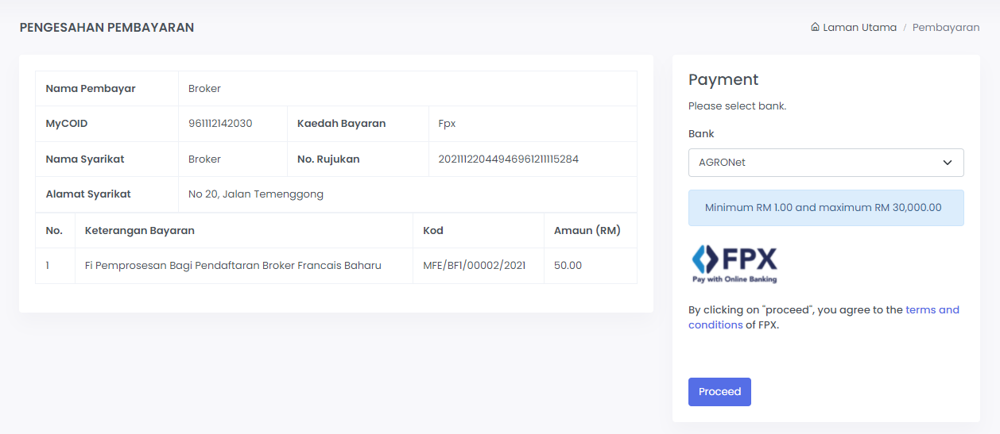 PENGESAHAN PEMBAYARAN
Laman Utama / Pembayaran
Nama Pembayar Broker
MyCOID 961112142030 Kaedah Bayaran Fpx
Nama Syarikat Broker No. Rujukan 20211122044946961211115284
Alamat Syarikat No 20, Jalan Temenggong
No. Keterangan Bayaran Kod Amaun (RM)
1 Fi Pemprosesan Bagi Pendaftaran Broker Francais Baharu MFE/BF1/00002/2021 50.00
Payment
Please select bank.
Bank
AGRONet
Minimum RM 1.00 and maximum RM 30,000.00
FPX
Pay with Online Banking
By clicking on "proceed", you agree to the terms and
conditions of FPX.
Proceed